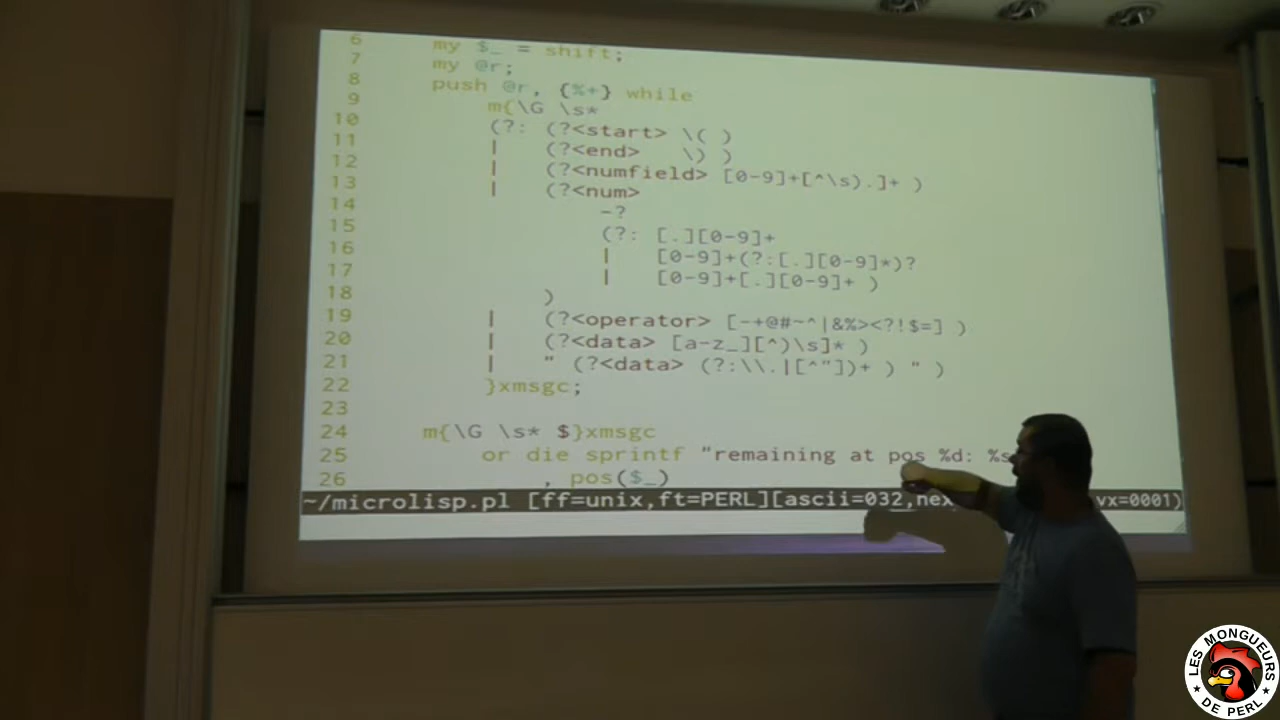 6 my $_ = shift;
7 my @r;
8 push @r, {%+} while
9 m{\G \s*
10 (?: (?<start> \( )
11 | (?<end> \) )
12 | (?<numfield> [0-9]+[^\s).]+ )
13 | (?<num>
14 -?
15 (?: [.][0-9]+
16 | [0-9]+(?:[.][0-9]*)?
17 | [0-9]+[.][0-9]+ )
18 )
19 | (?<operator> [-+@#~^|&%><?!$=] )
20 | (?<data> [a-z_][^)\s]* )
21 | " (?<data> (?:\\.|[^"])+ ) " )
22 }xmsgc;
23
24 m{\G \s* $}xmsgc
25 or die sprintf "remaining at pos %d: %s
26 , pos($_)
~/microlisp.pl [ff=unix,ft=PERL][ascii=032,hex vx=0001)
LES MONGUEURS
★ DE PERL ★